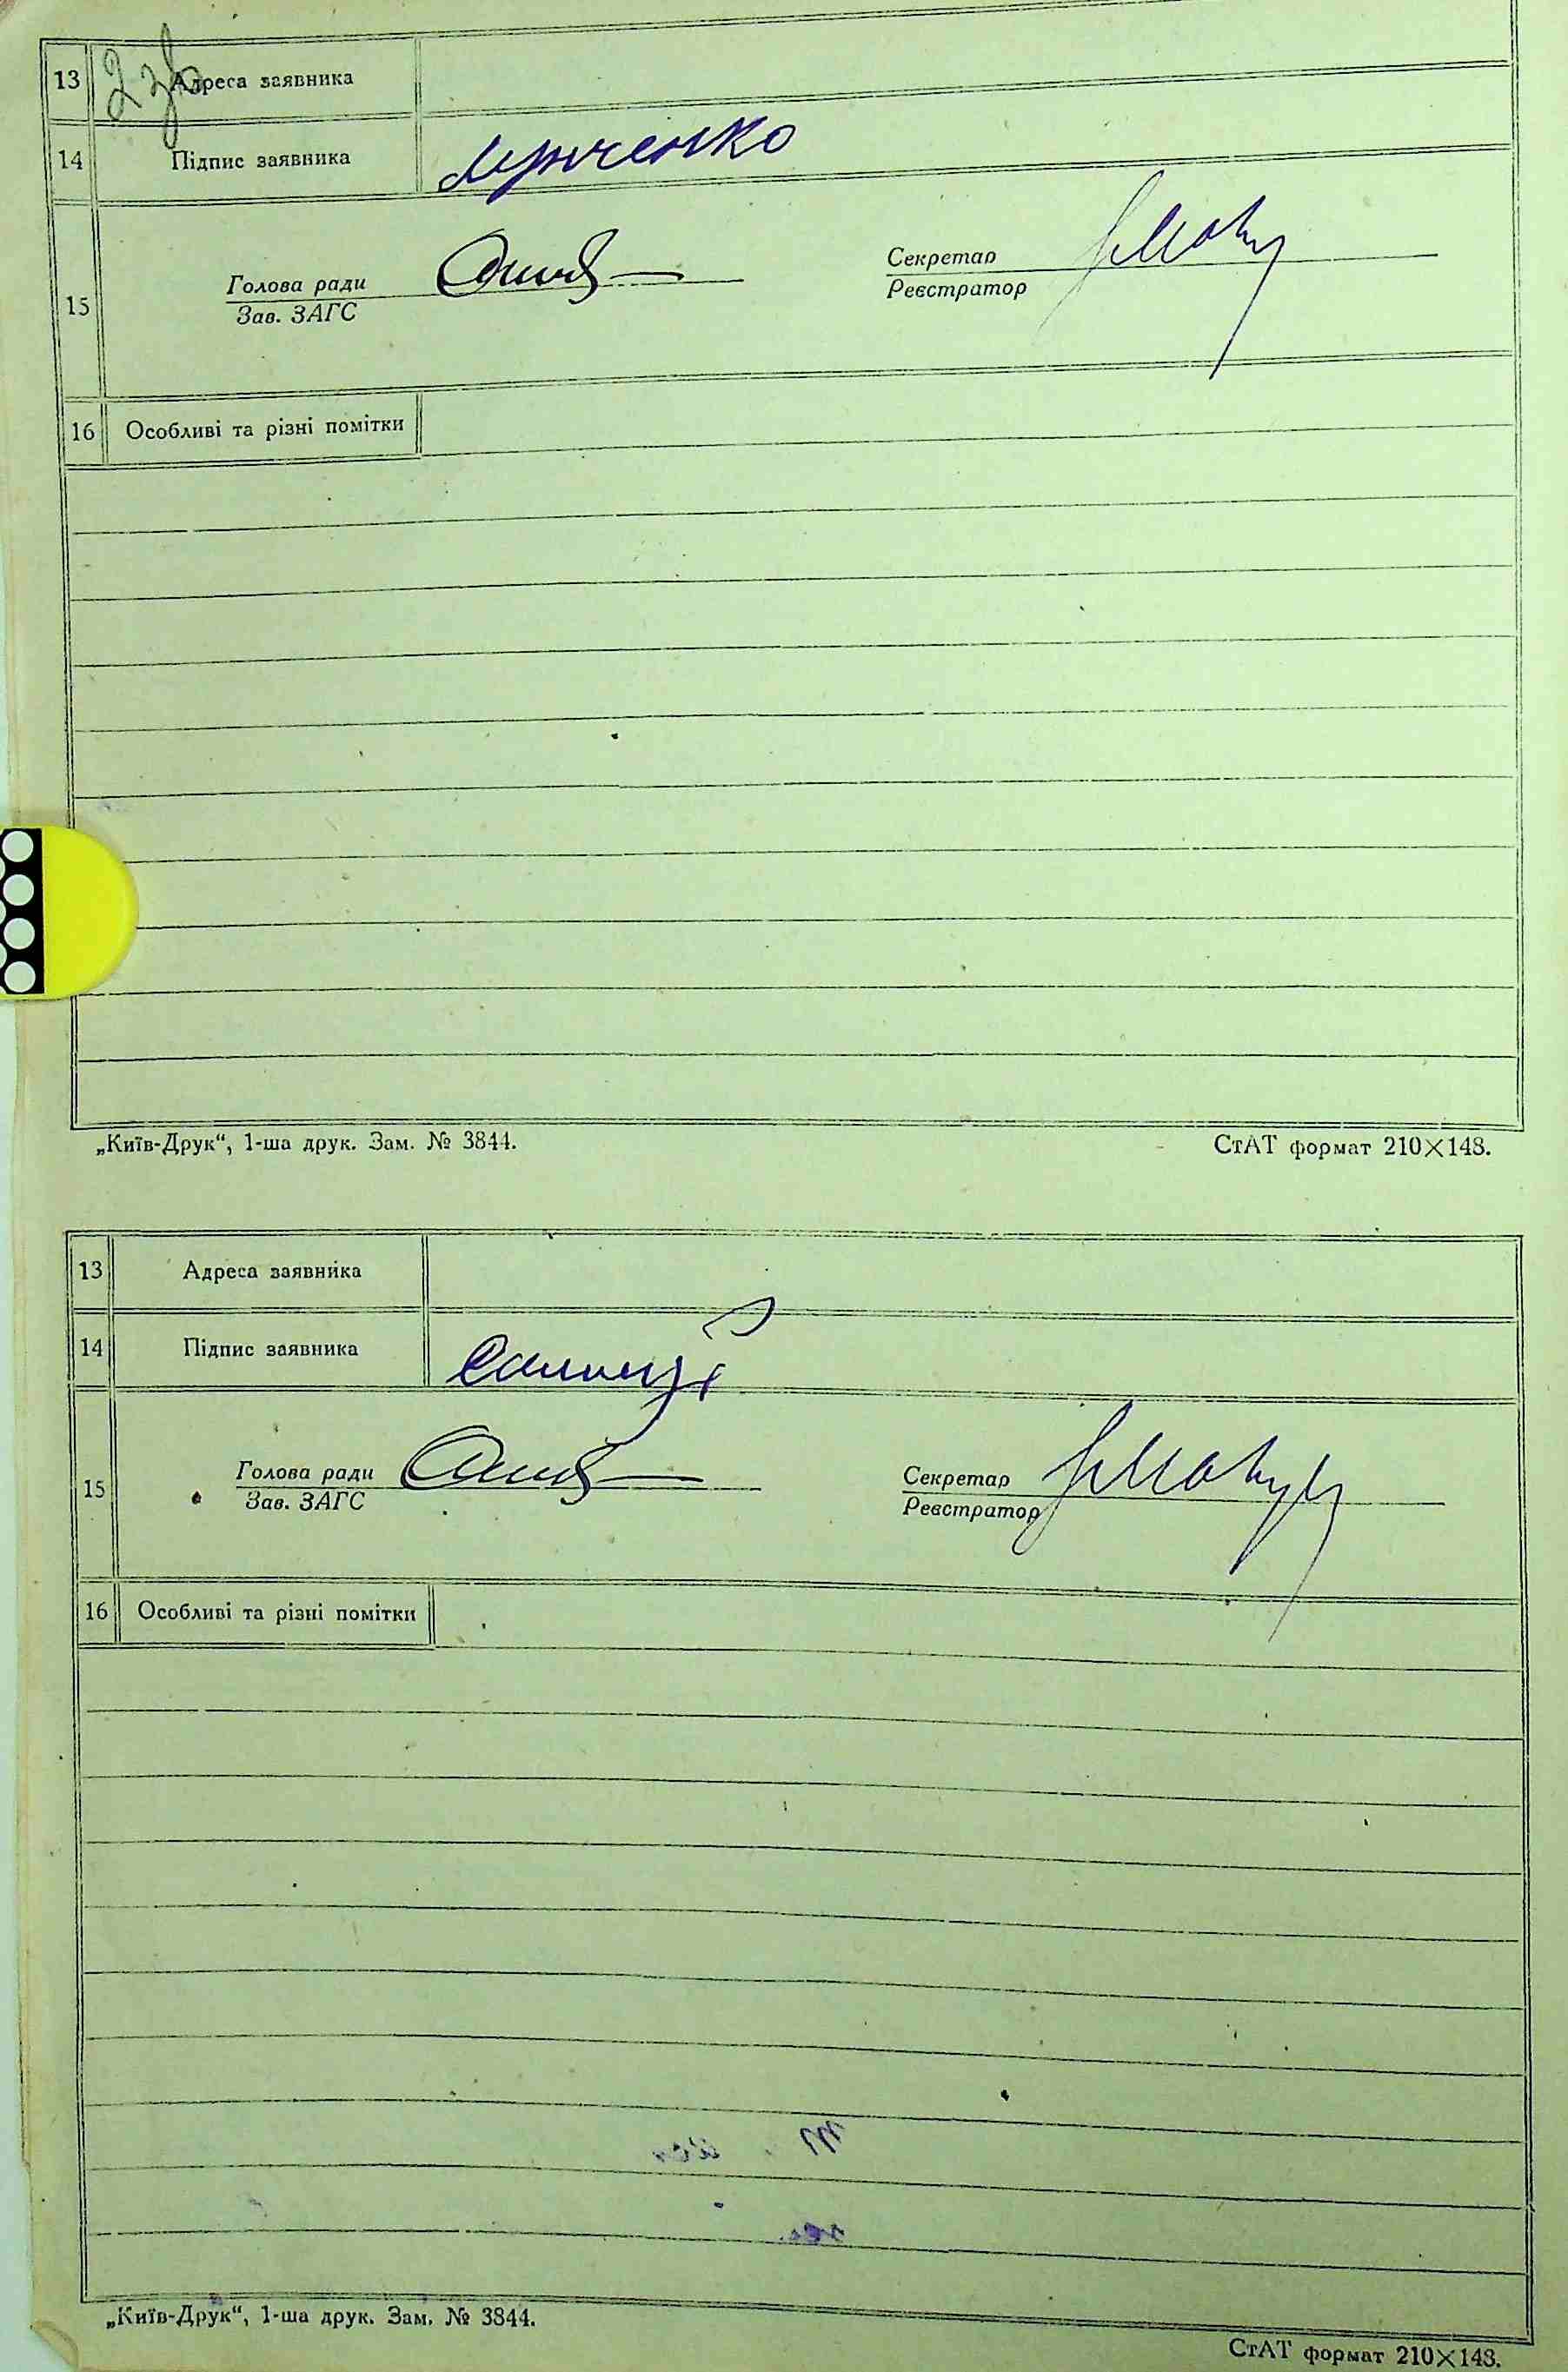 13 Адреса заявника
14 Підпис заявника
15 Голова ради Секретар
Зав. ЗАГС Реєстратор
16 Особливі та різні помітки
„Київ-Друк“, 1-ша друк. Зам. № 3844. СтАТ формат 210×148.
13 Адреса заявника
14 Підпис заявника
15 Голова ради Секретар
Зав. ЗАГС Реєстратор
16 Особливі та різні помітки
„Київ-Друк“, 1-ша друк. Зам. № 3844.
СтАТ формат 210×148.